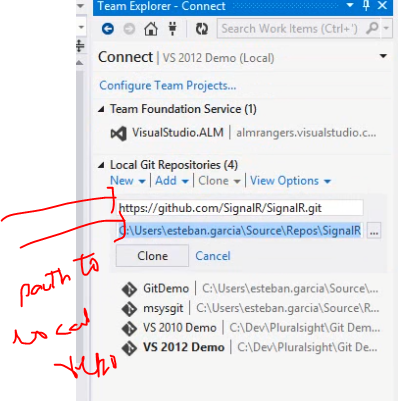 Team Explorer - Connect
Search Work Items (Ctrl+')
Connect | VS 2012 Demo (Local)
Configure Team Projects...
Team Foundation Service (1)
VisualStudio.ALM | almrangers.visualstudio.c...
Local Git Repositories (4)
New Add Clone View Options
https://github.com/SignalR/SignalR.git
C:\Users\esteban.garcia\Source\Repos\SignalR ...
Clone Cancel
GitDemo | C:\Users\esteban.garcia\Source\...
msysgit | C:\Users\esteban.garcia\Source\R...
VS 2010 Demo | C:\Dev\Pluralsight\Git Dem...
VS 2012 Demo | C:\Dev\Pluralsight\Git De...
path to
local
repo